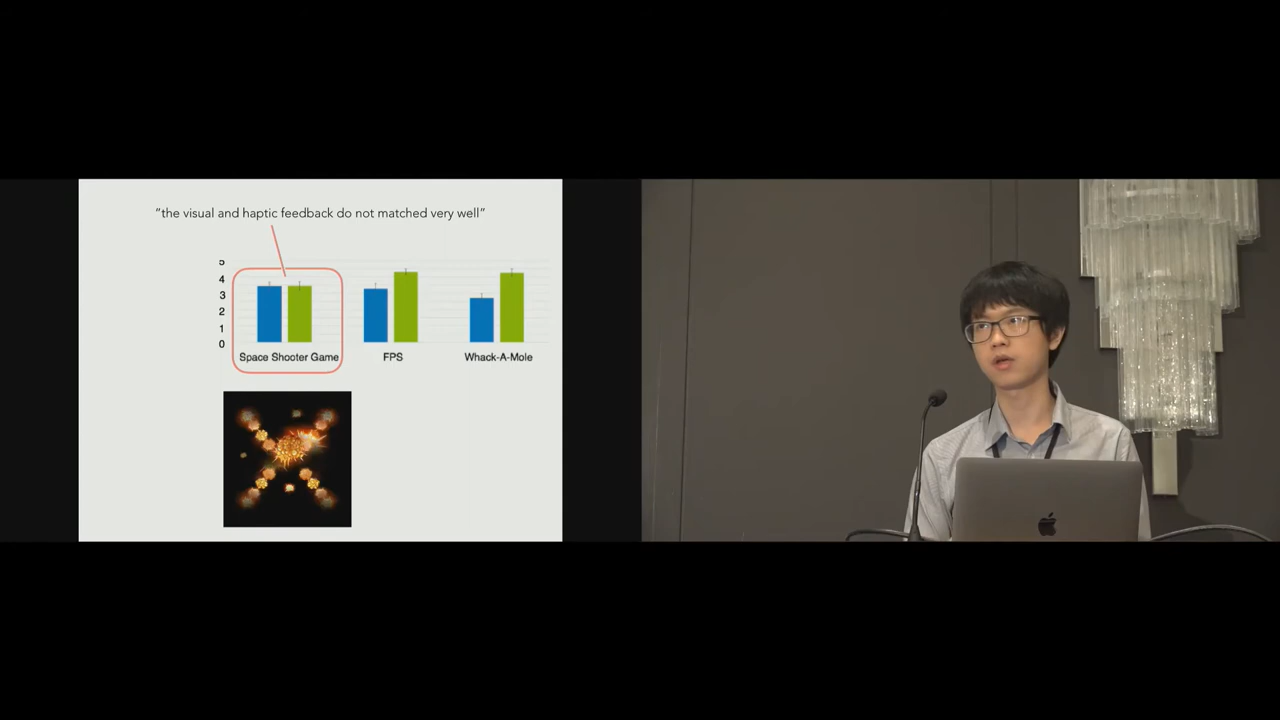 “the visual and haptic feedback do not matched very well”
5
4
3
2
1
0
Space Shooter Game
FPS
Whack-A-Mole